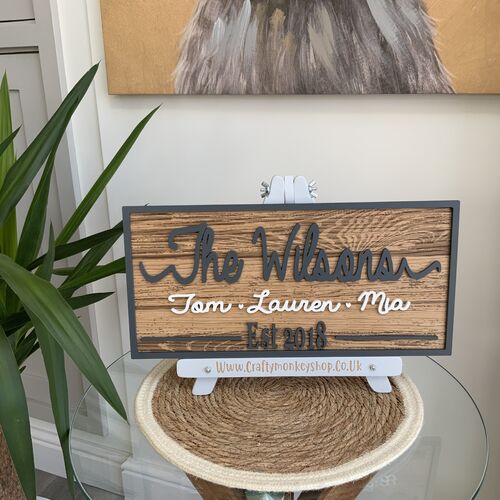 The Wilsons
Tom • Lauren • Mia
Est 2018
Www.Craftymonkeyshop.Co.Uk